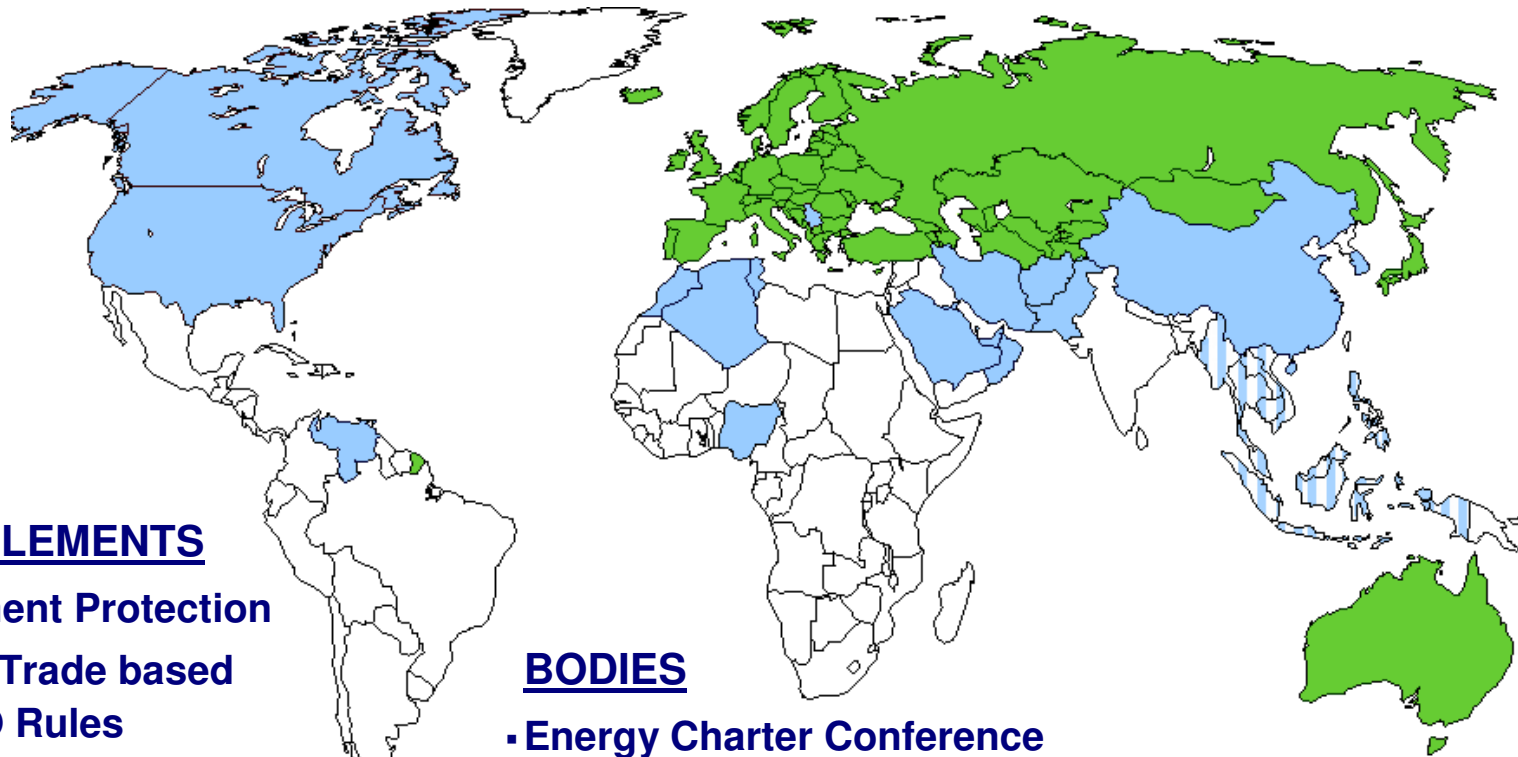 LEMENTS
ent Protection
Trade based
Rules
BODIES
▪ Energy Charter Conference